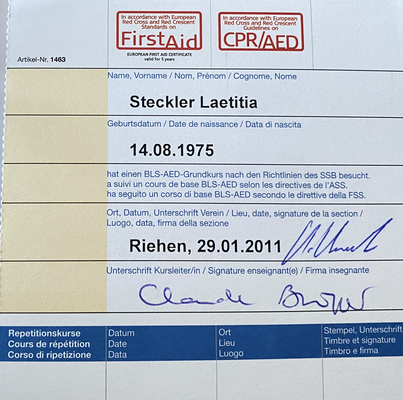 In accordance with European
Red Cross and Red Crescent
Standards on
FirstAid
EUROPEAN FIRST AID CERTIFICATE
valid for 5 years
In accordance with European
Red Cross and Red Crescent
Guidelines on
CPR/AED
Artikel-Nr. 1463
Name, Vorname / Nom, Prénom / Cognome, Nome
Steckler Laetitia
Geburtsdatum / Date de naissance / Data di nascita
14.08.1975
hat einen BLS-AED-Grundkurs nach den Richtlinien des SSB besucht.
a suivi un cours de base BLS-AED selon les directives de l'ASS.
ha seguito un corso di base BLS-AED secondo le direttive della FSS.
Ort, Datum, Unterschrift Verein / Lieu, date, signature de la section /
Luogo, data, firma della sezione
Riehen, 29.01.2011
Unterschrift Kursleiter/in / Signature enseignant(e) / Firma insegnante
Claude
Repetitionskurse Datum Ort Stempel, Unterschrift
Cours de répétition Date Lieu Timbre et signature
Corso di ripetizione Data Luogo Timbro e firma